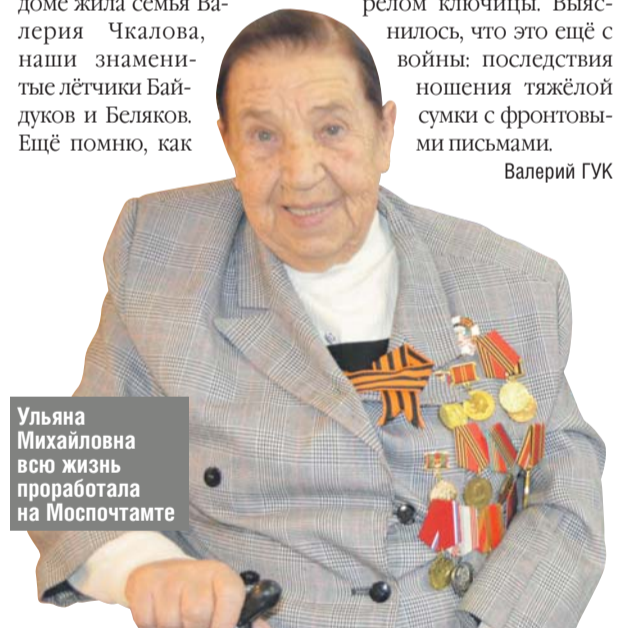 доме жила семья Ва-
лерия Чкалова,
наши знамени-
тые лётчики Бай-
дуков и Беляков.
Ещё помню, как
релом ключицы. Выяс-
нилось, что это ещё с
войны: последствия
ношения тяжёлой
сумки с фронтовы-
ми письмами.
Валерий ГУК
Ульяна
Михайловна
всю жизнь
проработала
на Моспочтамте